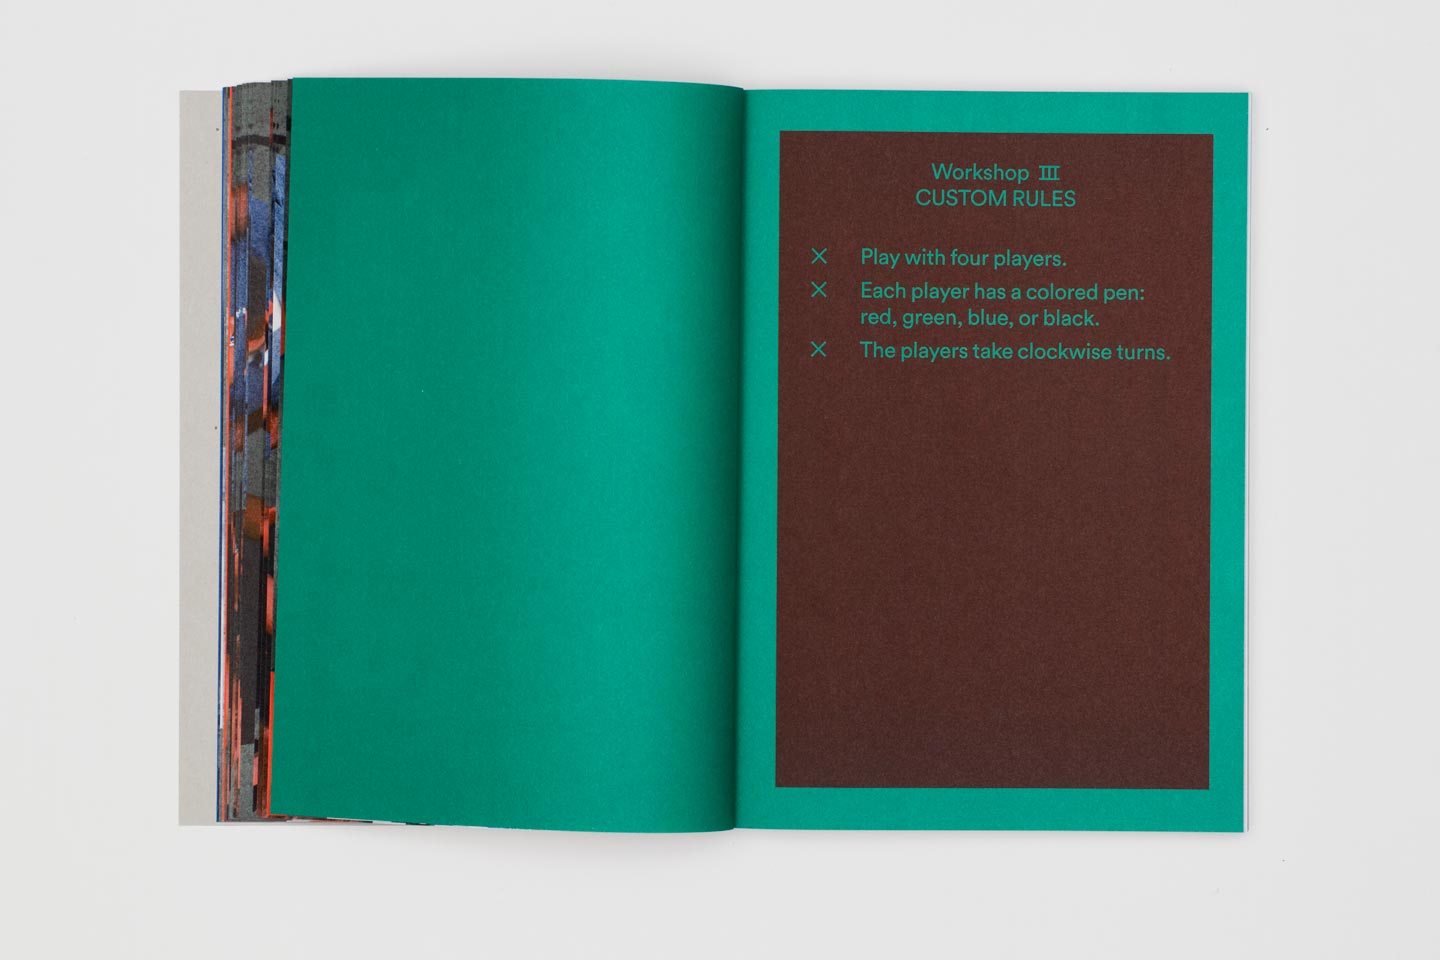 Workshop III
CUSTOM RULES
× Play with four players.
× Each player has a colored pen:
red, green, blue, or black.
× The players take clockwise turns.